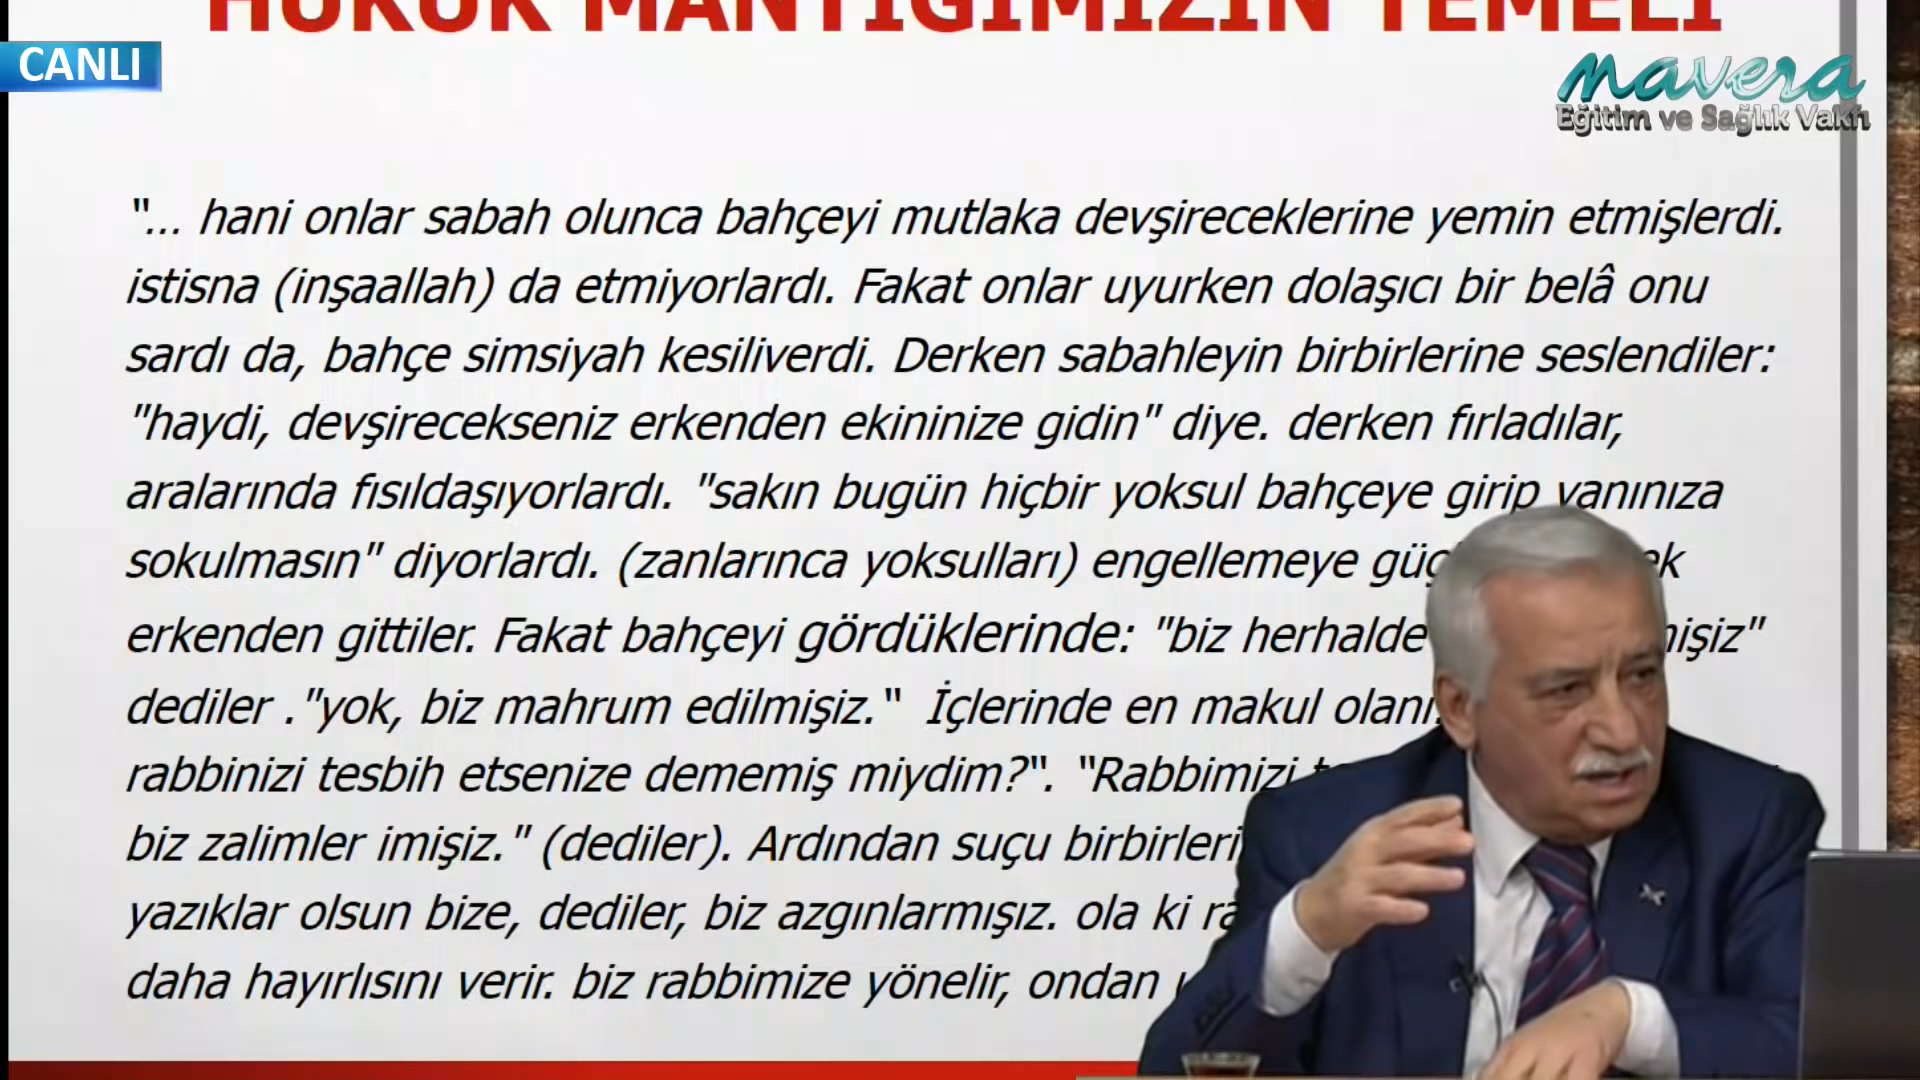 HUKUK MANTIĞIMIZIN TEMELİ
CANLI
mavera
Eğitim ve Sağlık Vakfı
"... hani onlar sabah olunca bahçeyi mutlaka devşireceklerine yemin etmişlerdi.
istisna (inşaallah) da etmiyorlardı. Fakat onlar uyurken dolaşıcı bir belâ onu
sardı da, bahçe simsiyah kesiliverdi. Derken sabahleyin birbirlerine seslendiler:
"haydi, devşirecekseniz erkenden ekininize gidin" diye. derken fırladılar,
aralarında fısıldaşıyorlardı. "sakın bugün hiçbir yoksul bahçeye girip yanınıza
sokulmasın" diyorlardı. (zanlarınca yoksulları) engellemeye
erkenden gittiler. Fakat bahçeyi gördüklerinde: "biz herhalde
dediler ."yok, biz mahrum edilmişiz." İçlerinde en makul olanı:
rabbinizi tesbih etsenize dememiş miydim?". "Rabbimizi
biz zalimler imişiz." (dediler). Ardından suçu
yazıklar olsun bize, dediler, biz azgınlarmışız. ola ki
daha hayırlısını verir. biz rabbimize yönelir, ondan